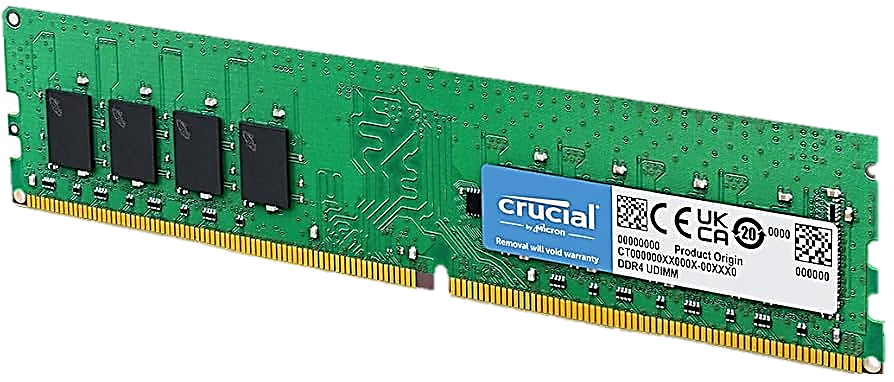 crucial
by Micron
Removal will void warranty
CE UK CA 20 0000
00000000
Product Origin
CT000000XX000X-00XXX0
DDR4 UDIMM
000000